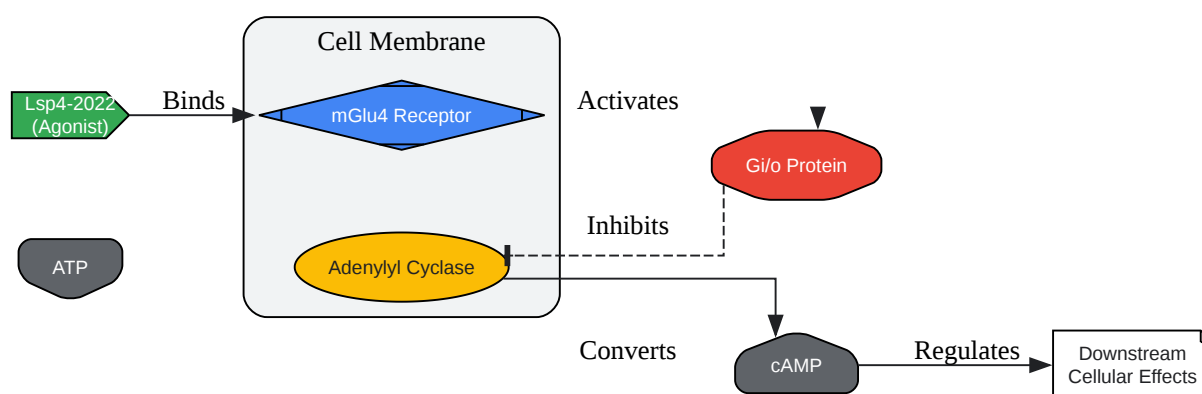 Cell Membrane
Lsp4-2022
(Agonist)
Binds
mGlu4 Receptor
Activates
Gi/o Protein
Inhibits
ATP
Adenylyl Cyclase
Converts
cAMP
Regulates
Downstream
Cellular Effects